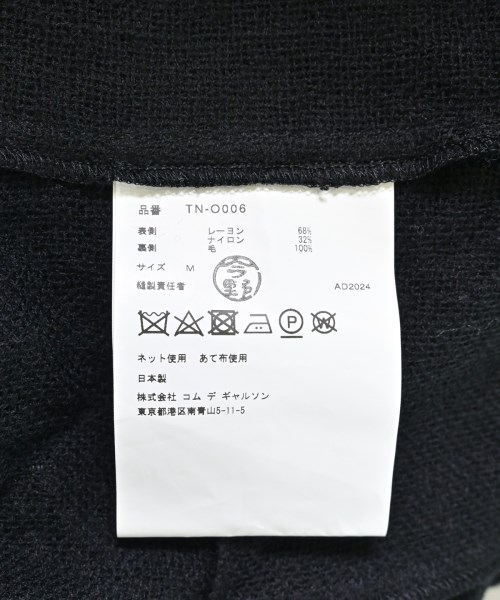 品番 TN-O006
表側 レーヨン 68%
ナイロン 32%
裏側 毛 100%
サイズ M
今野
縫製責任者 AD2024
P W
ネット使用 あて布使用
日本製
株式会社 コム デ ギャルソン
東京都港区南青山5-11-5